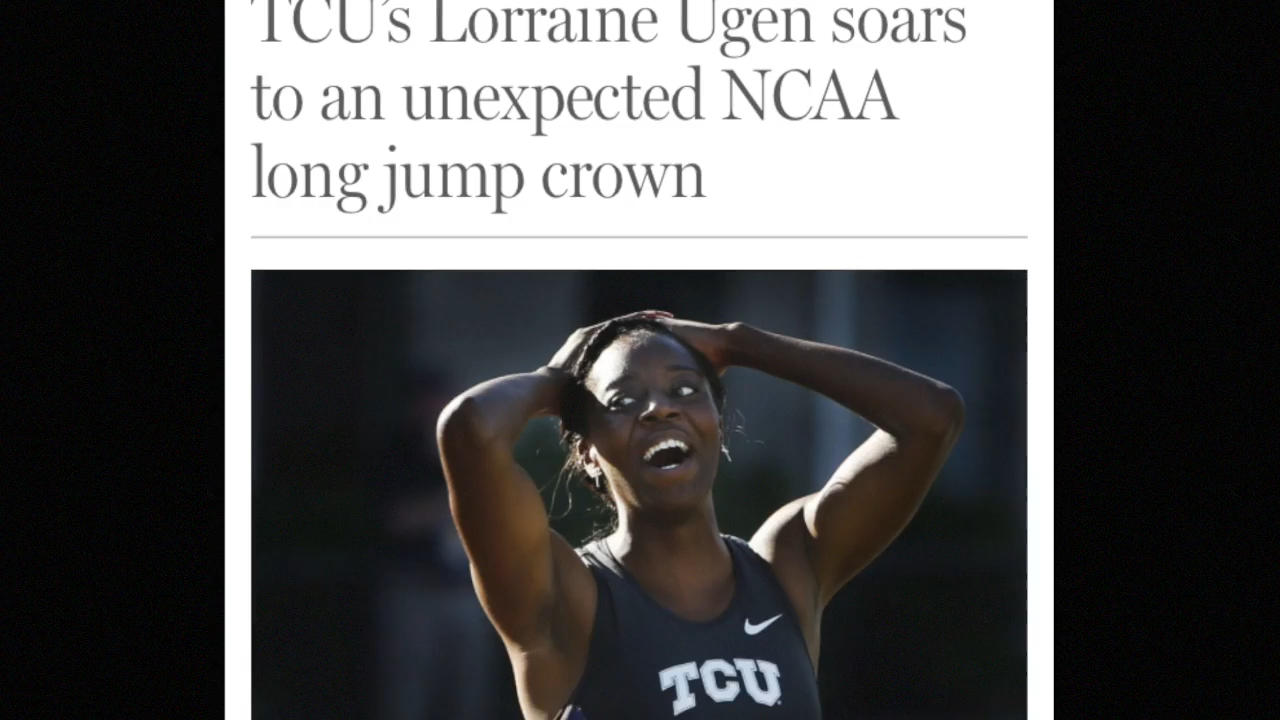 TCU's Lorraine Ugen soars
to an unexpected NCAA
long jump crown
TCU